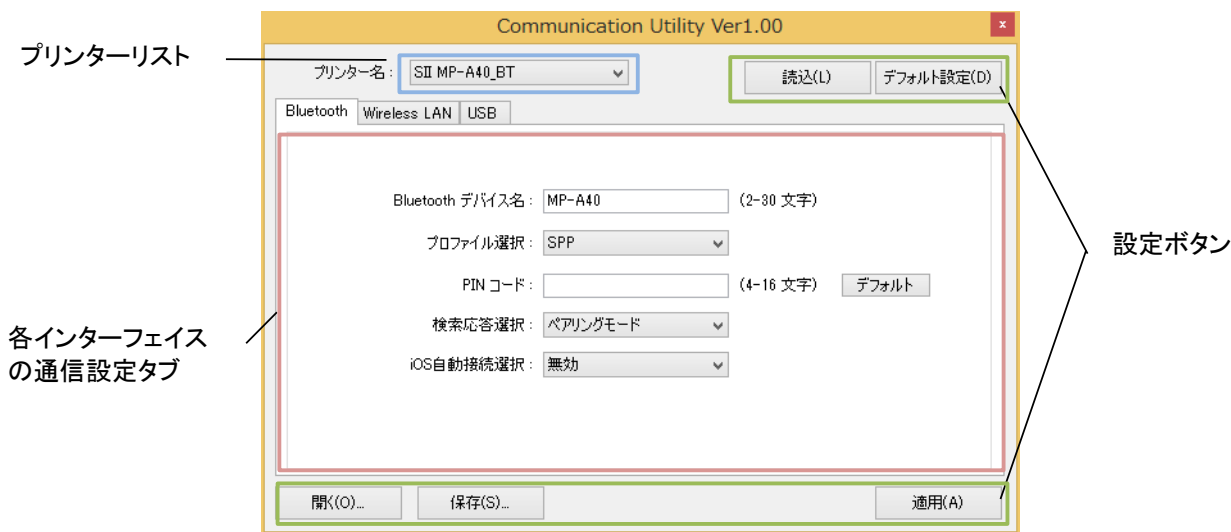 Communication Utility Ver1.00
x
プリンターリスト
プリンター名 :
SII MP-A40_BT
読込(L)
デフォルト設定(D)
Bluetooth
Wireless LAN
USB
Bluetooth デバイス名 :
MP-A40
(2-30 文字)
プロファイル選択 :
SPP
PIN コード :
(4-16 文字)
デフォルト
検索応答選択 :
ペアリングモード
iOS自動接続選択 :
無効
設定ボタン
各インターフェイス
の通信設定タブ
開く(O)...
保存(S)...
適用(A)